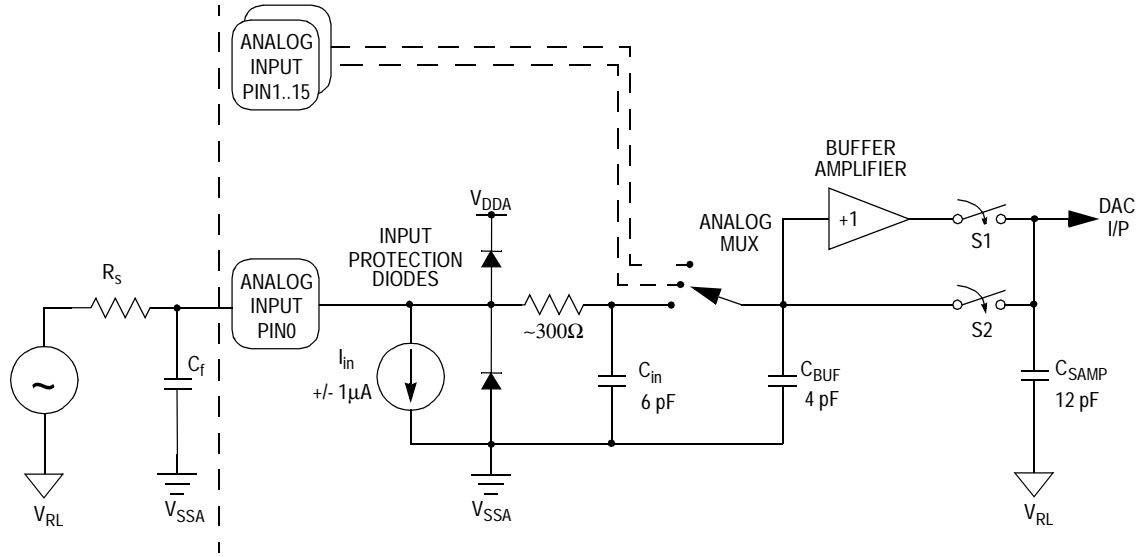 ANALOG
INPUT
PIN1..15
BUFFER
AMPLIFIER
+1
S1
DAC
I/P
ANALOG
MUX
VDDA
INPUT
PROTECTION
DIODES
Rs
ANALOG
INPUT
PIN0
~300Ω
S2
~
Cf
Iin
+/- 1µA
Cin
6 pF
CBUF
4 pF
CSAMP
12 pF
VRL
VSSA
VSSA
VRL